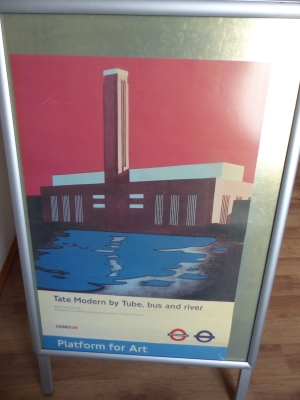 Tate Modern by Tube, bus and river
LONDON
Platform for Art